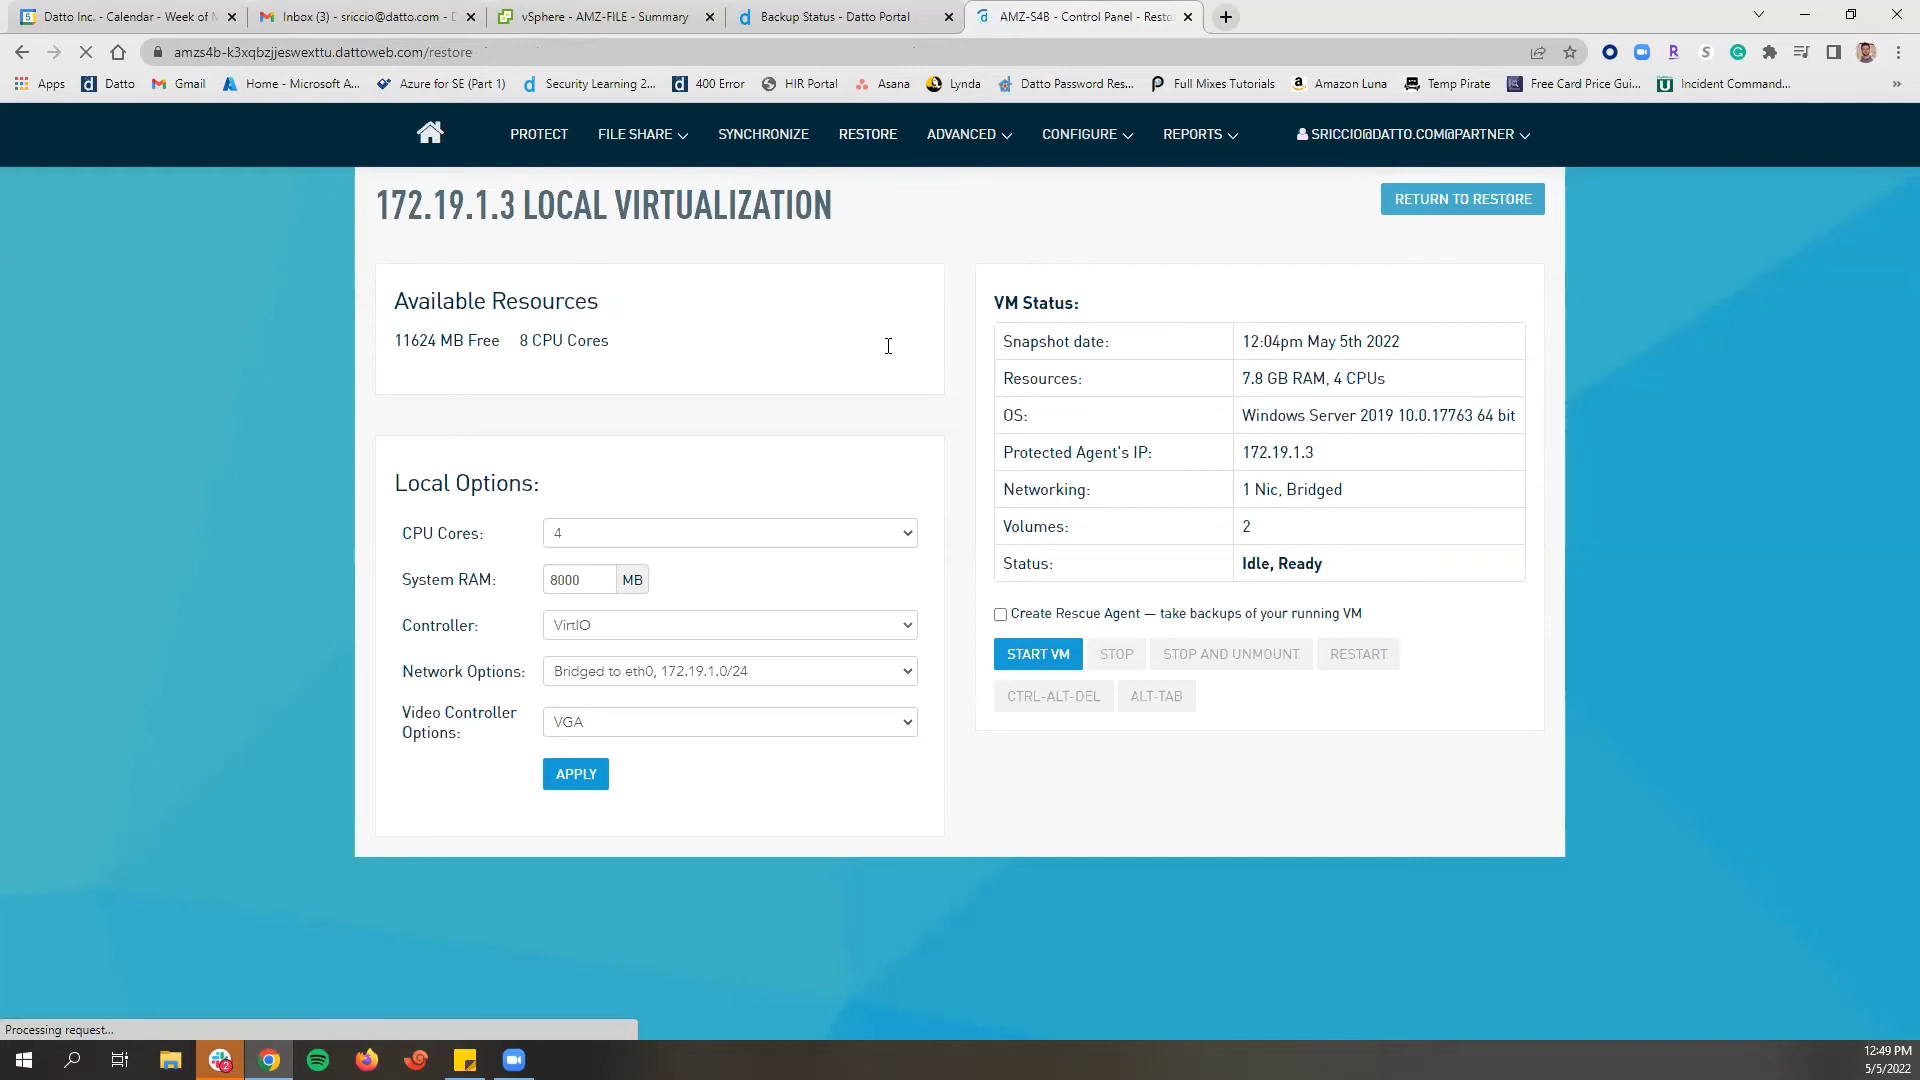 Datto Inc. - Calendar - Week of M
Inbox (3) - sriccio@datto.com - D
vSphere - AMZ-FILE - Summary
Backup Status - Datto Portal
AMZ-S4B - Control Panel - Resto
amzs4b-k3xqbzjjeswexttu.dattoweb.com/restore
Apps
Datto
Gmail
Home - Microsoft A...
Azure for SE (Part 1)
Security Learning 2...
400 Error
HIR Portal
Asana
Lynda
Datto Password Res...
Full Mixes Tutorials
Amazon Luna
Temp Pirate
Free Card Price Gui...
Incident Command...
PROTECT
FILE SHARE
SYNCHRONIZE
RESTORE
ADVANCED
CONFIGURE
REPORTS
SRICCIO@DATTO.COM@PARTNER
172.19.1.3 LOCAL VIRTUALIZATION
RETURN TO RESTORE
Available Resources
11624 MB Free 8 CPU Cores
Local Options:
CPU Cores: 4
System RAM: 8000 MB
Controller: VirtIO
Network Options: Bridged to eth0, 172.19.1.0/24
Video Controller
Options: VGA
APPLY
VM Status:
Snapshot date: 12:04pm May 5th 2022
Resources: 7.8 GB RAM, 4 CPUs
OS: Windows Server 2019 10.0.17763 64 bit
Protected Agent's IP: 172.19.1.3
Networking: 1 Nic, Bridged
Volumes: 2
Status: Idle, Ready
Create Rescue Agent — take backups of your running VM
START VM STOP STOP AND UNMOUNT RESTART
CTRL-ALT-DEL ALT-TAB
Processing request...
12:49 PM
5/5/2022